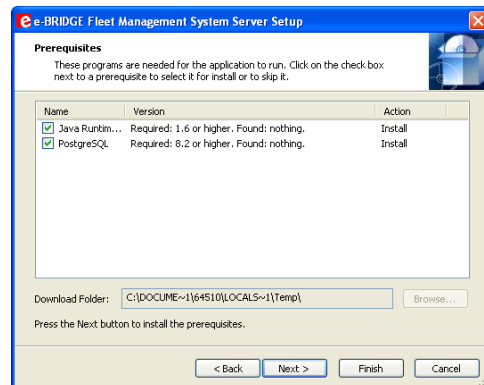 e-BRIDGE Fleet Management System Server Setup
Prerequisites
These programs are needed for the application to run. Click on the check box
next to a prerequisite to select it for install or to skip it.
Name Version Action
Java Runtim... Required: 1.6 or higher. Found: nothing. Install
PostgreSQL Required: 8.2 or higher. Found: nothing. Install
Download Folder: C:\DOCUME~1\64510\LOCALS~1\Temp\ Browse...
Press the Next button to install the prerequisites.
< Back Next > Finish Cancel